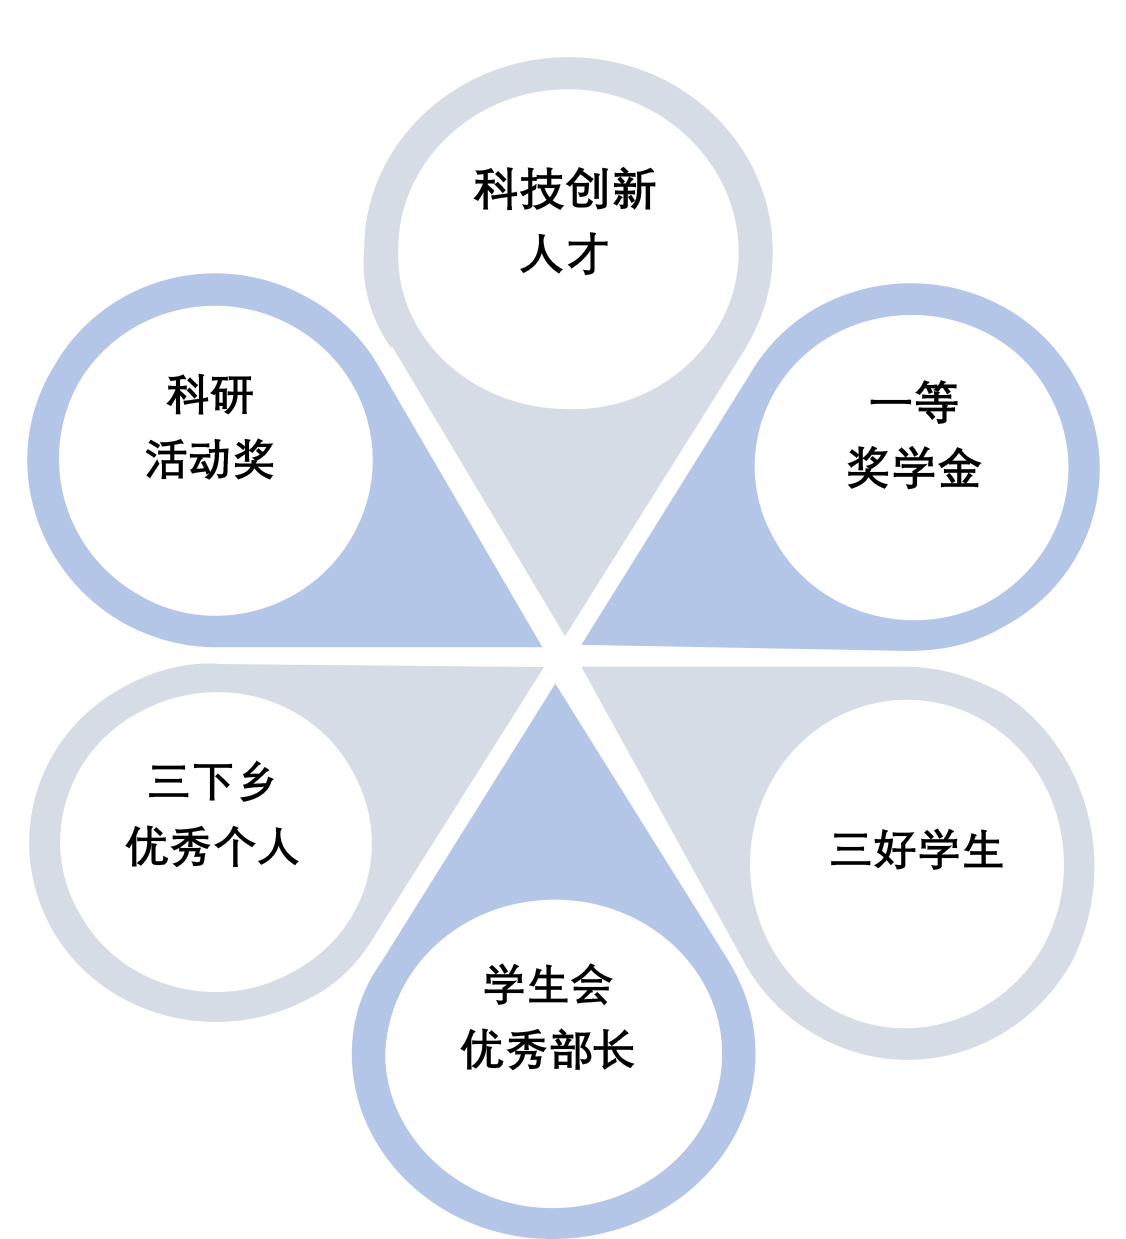 科技创新
人才
科研
活动奖
一等
奖学金
三下乡
优秀个人
三好学生
学生会
优秀部长